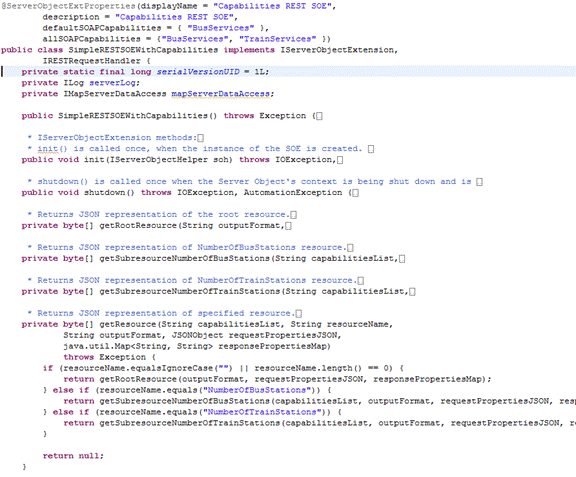 @ServerObjectExtProperties(displayName = "Capabilities REST SOE",
description = "Capabilities REST SOE",
defaultSOAPCapabilities = { "BusServices" },
allSOAPCapabilities = {"BusServices", "TrainServices" })
public class SimpleRESTSOEWithCapabilities implements IServerObjectExtension,
IRESTRequestHandler {
private static final long serialVersionUID = 1L;
private ILog serverLog;
private IMapServerDataAccess mapServerDataAccess;
public SimpleRESTSOEWithCapabilities() throws Exception {
* IServerObjectExtension methods:
* init() is called once, when the instance of the SOE is created.
public void init(IServerObjectHelper soh) throws IOException,
* shutdown() is called once when the Server Object's context is being shut down and is
public void shutdown() throws IOException, AutomationException {
* Returns JSON representation of the root resource.
private byte[] getRootResource(String outputFormat,
* Returns JSON representation of NumberOfBusStations resource.
private byte[] getSubresourceNumberOfBusStations(String capabilitiesList,
* Returns JSON representation of NumberOfTrainStations resource.
private byte[] getSubresourceNumberOfTrainStations(String capabilitiesList,
* Returns JSON representation of specified resource.
private byte[] getResource(String capabilitiesList, String resourceName,
String outputFormat, JSONObject requestPropertiesJSON,
java.util.Map<String, String> responsePropertiesMap)
throws Exception {
if (resourceName.equalsIgnoreCase("") || resourceName.length() == 0) {
return getRootResource(outputFormat, requestPropertiesJSON, responsePropertiesMap);
} else if (resourceName.equals("NumberOfBusStations")) {
return getSubresourceNumberOfBusStations(capabilitiesList, outputFormat, requestPropertiesJSON, res
} else if (resourceName.equals("NumberOfTrainStations")) {
return getSubresourceNumberOfTrainStations(capabilitiesList, outputFormat, requestPropertiesJSON, r
}
return null;
}